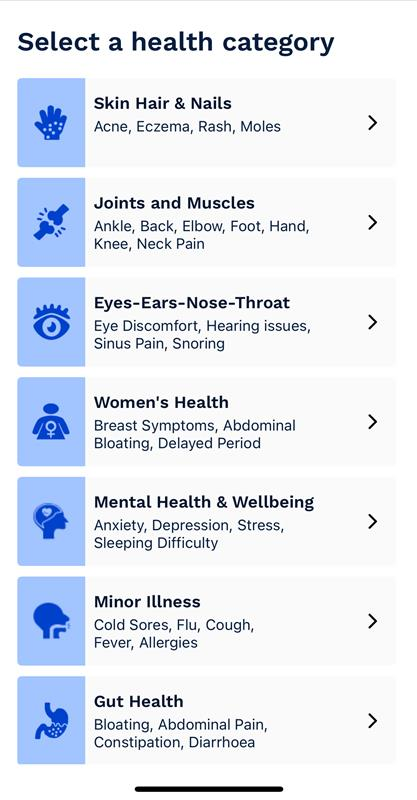 Select a health category
Skin Hair & Nails
Acne, Eczema, Rash, Moles
Joints and Muscles
Ankle, Back, Elbow, Foot, Hand,
Knee, Neck Pain
Eyes-Ears-Nose-Throat
Eye Discomfort, Hearing issues,
Sinus Pain, Snoring
Women's Health
Breast Symptoms, Abdominal
Bloating, Delayed Period
Mental Health & Wellbeing
Anxiety, Depression, Stress,
Sleeping Difficulty
Minor Illness
Cold Sores, Flu, Cough,
Fever, Allergies
Gut Health
Bloating, Abdominal Pain,
Constipation, Diarrhoea